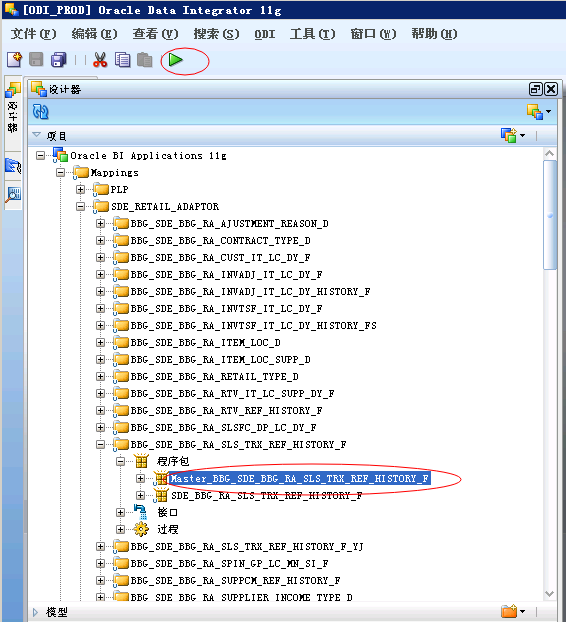 [ODI_PROD] Oracle Data Integrator 11g
文件(F) 编辑(E) 查看(V) 搜索(S) ODI 工具(T) 窗口(W) 帮助(H)
设计器
项目
Oracle BI Applications 11g
Mappings
PLP
SDE_RETAIL_ADAPTOR
BBG_SDE_BBG_RA_AJUSTMENT_REASON_D
BBG_SDE_BBG_RA_CONTRACT_TYPE_D
BBG_SDE_BBG_RA_CUST_IT_LC_DY_F
BBG_SDE_BBG_RA_INVADJ_IT_LC_DY_F
BBG_SDE_BBG_RA_INVADJ_IT_LC_DY_HISTORY_F
BBG_SDE_BBG_RA_INVTSF_IT_LC_DY_F
BBG_SDE_BBG_RA_INVTSF_IT_LC_DY_HISTORY_FS
BBG_SDE_BBG_RA_ITEM_LOC_D
BBG_SDE_BBG_RA_ITEM_LOC_SUPP_D
BBG_SDE_BBG_RA_RETAIL_TYPE_D
BBG_SDE_BBG_RA_RTV_IT_LC_SUPP_DY_F
BBG_SDE_BBG_RA_RTV_REF_HISTORY_F
BBG_SDE_BBG_RA_SLSFC_DP_LC_DY_F
BBG_SDE_BBG_RA_SLS_TRX_REF_HISTORY_F
程序包
Master_BBG_SDE_BBG_RA_SLS_TRX_REF_HISTORY_F
SDE_BBG_RA_SLS_TRX_REF_HISTORY_F
接口
过程
BBG_SDE_BBG_RA_SLS_TRX_REF_HISTORY_F_YJ
BBG_SDE_BBG_RA_SPIN_GP_LC_MN_SI_F
BBG_SDE_BBG_RA_SUPPCM_REF_HISTORY_F
BBG_SDE_BBG_RA_SUPPLIER_INCOME_TYPE_D
模型